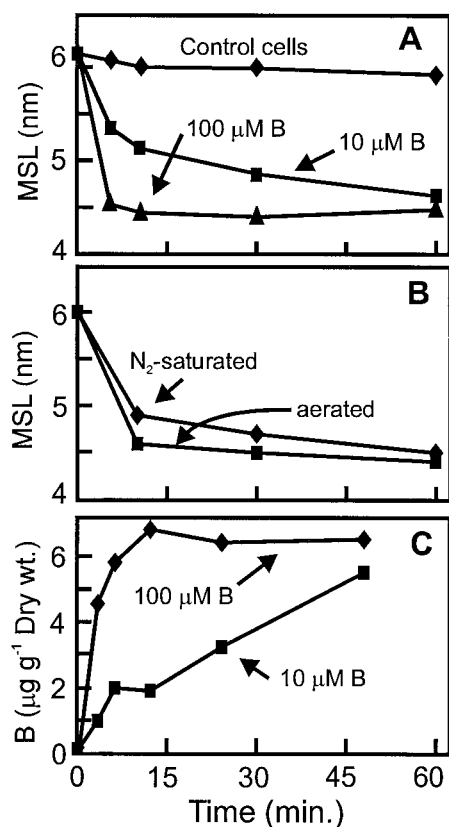 A
Control cells
100 μM B
10 μM B
MSL (nm)
6
5
4
B
N2-saturated
aerated
MSL (nm)
6
5
4
C
100 μM B
10 μM B
B (μg g-1 Dry wt.)
6
4
2
0
0 15 30 45 60
Time (min.)